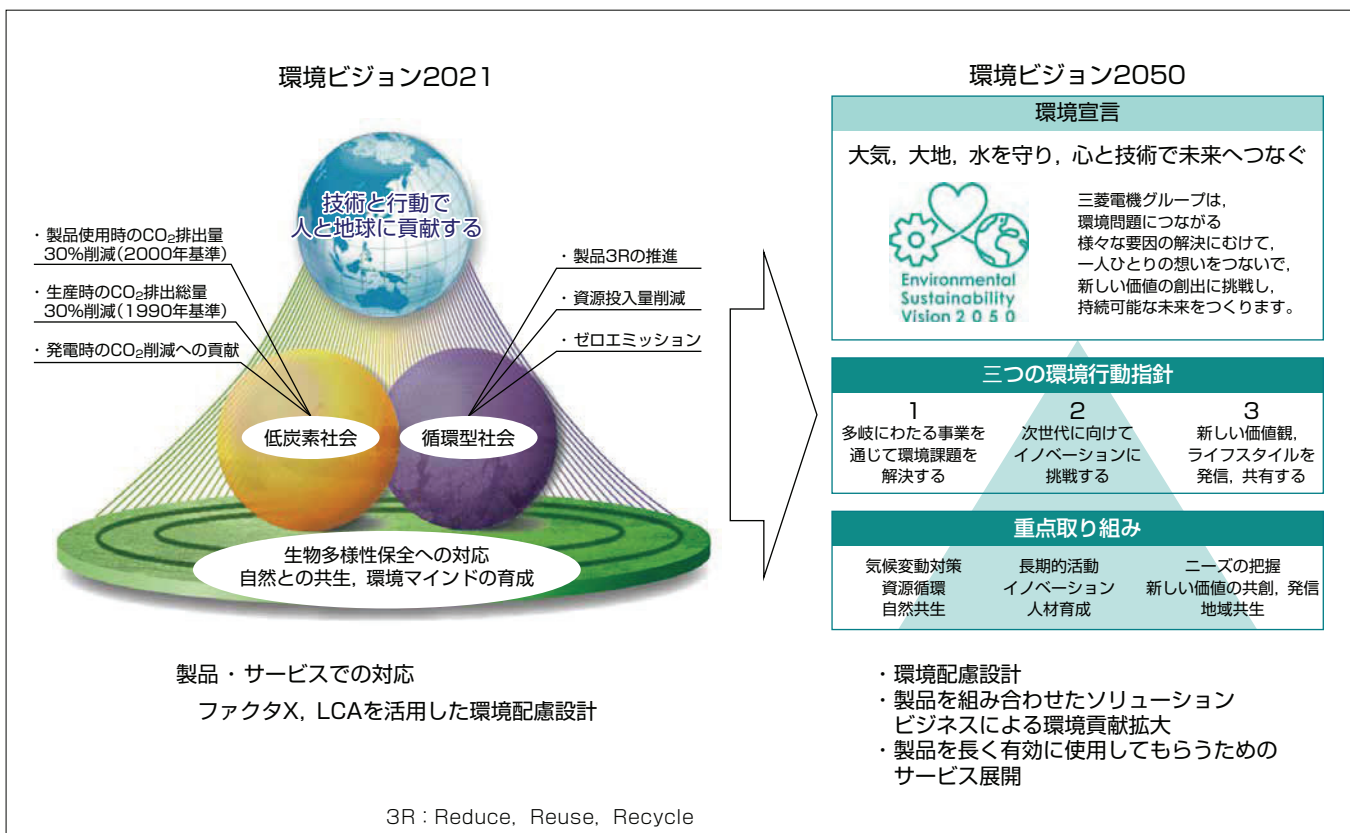 環境ビジョン2021
技術と行動で
人と地球に貢献する
・製品使用時のCO₂排出量
30%削減(2000年基準)
・生産時のCO₂排出総量
30%削減(1990年基準)
・発電時のCO₂削減への貢献
・製品3Rの推進
・資源投入量削減
・ゼロエミッション
低炭素社会
循環型社会
生物多様性保全への対応
自然との共生, 環境マインドの育成
製品・サービスでの対応
ファクタX, LCAを活用した環境配慮設計
環境ビジョン2050
環境宣言
大気, 大地, 水を守り, 心と技術で未来へつなぐ
Environmental
Sustainability
Vision 2050
三菱電機グループは,
環境問題につながる
様々な要因の解決にむけて,
一人ひとりの想いをつないで,
新しい価値の創出に挑戦し,
持続可能な未来をつくります。
三つの環境行動指針
1
多岐にわたる事業を
通じて環境課題を
解決する
2
次世代に向けて
イノベーションに
挑戦する
3
新しい価値観,
ライフスタイルを
発信, 共有する
重点取り組み
気候変動対策
資源循環
自然共生
長期的活動
イノベーション
人材育成
ニーズの把握
新しい価値の共創, 発信
地域共生
・環境配慮設計
・製品を組み合わせたソリューション
ビジネスによる環境貢献拡大
・製品を長く有効に使用してもらうための
サービス展開
3R：Reduce, Reuse, Recycle